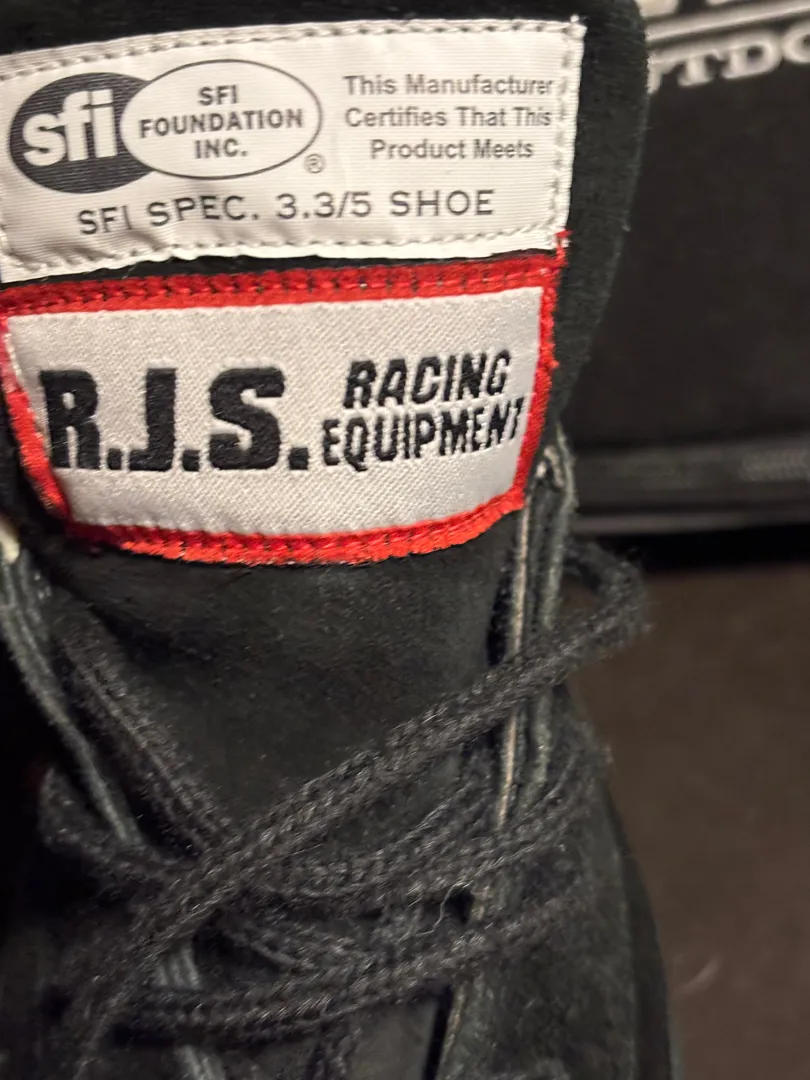 sfi
SFI
FOUNDATION
INC.
®
This Manufacturer
Certifies That This
Product Meets
SFI SPEC. 3.3/5 SHOE
R.J.S. RACING
EQUIPMENT